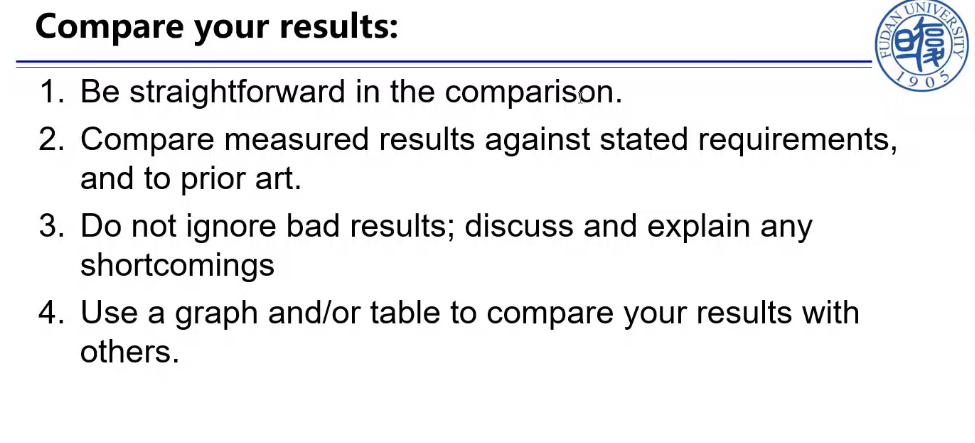 Compare your results:
FUDAN UNIVERSITY
1905
1. Be straightforward in the comparison.
2. Compare measured results against stated requirements,
and to prior art.
3. Do not ignore bad results; discuss and explain any
shortcomings
4. Use a graph and/or table to compare your results with
others.